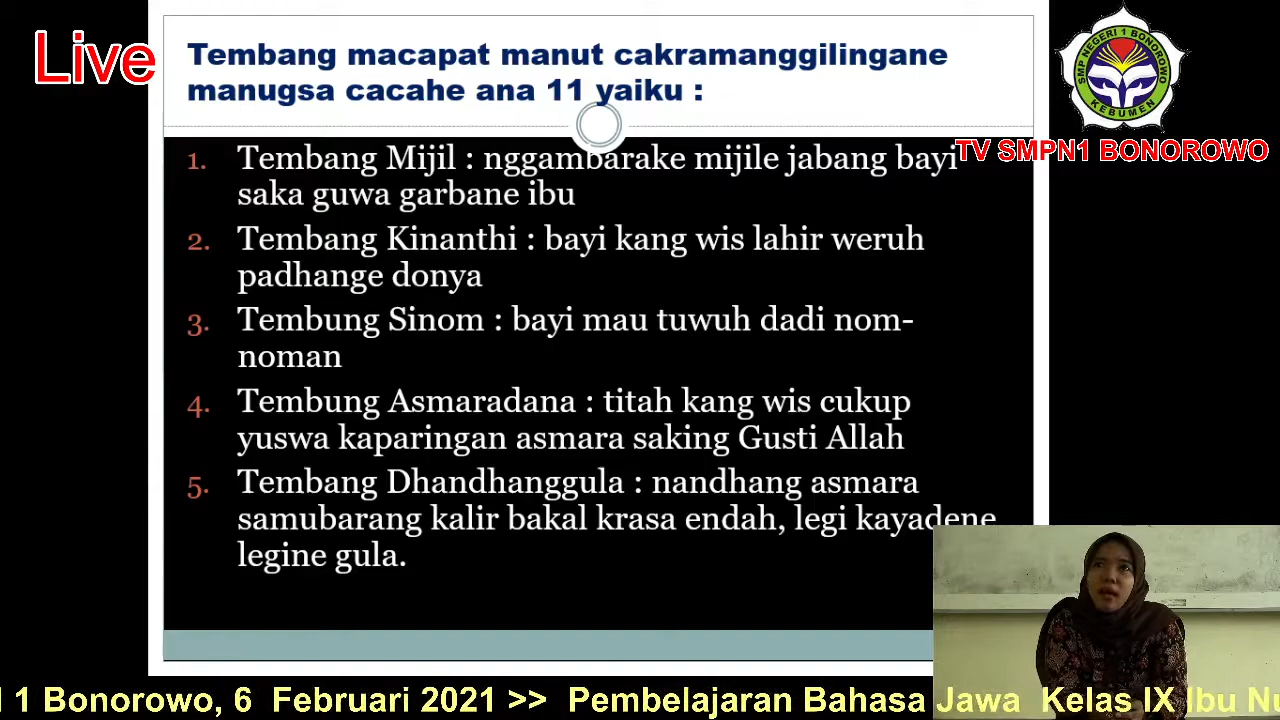 Live
Tembang macapat manut cakramanggilingane
manugsa cacahe ana 11 yaiku :
SMP NEGERI 1 BONOROWO
KEBUMEN
TV SMPN1 BONOROWO
1. Tembang Mijil : nggambarake mijile jabang bayi
saka guwa garbane ibu
2. Tembang Kinanthi : bayi kang wis lahir weruh
padhange donya
3. Tembung Sinom : bayi mau tuwuh dadi nom-
noman
4. Tembung Asmaradana : titah kang wis cukup
yuswa kaparingan asmara saking Gusti Allah
5. Tembang Dhandhanggula : nandhang asmara
samubarang kalir bakal krasa endah, legi kayadene
legine gula.
1 Bonorowo, 6 Februari 2021 >> Pembelajaran Bahasa Jawa Kelas IX Ibu